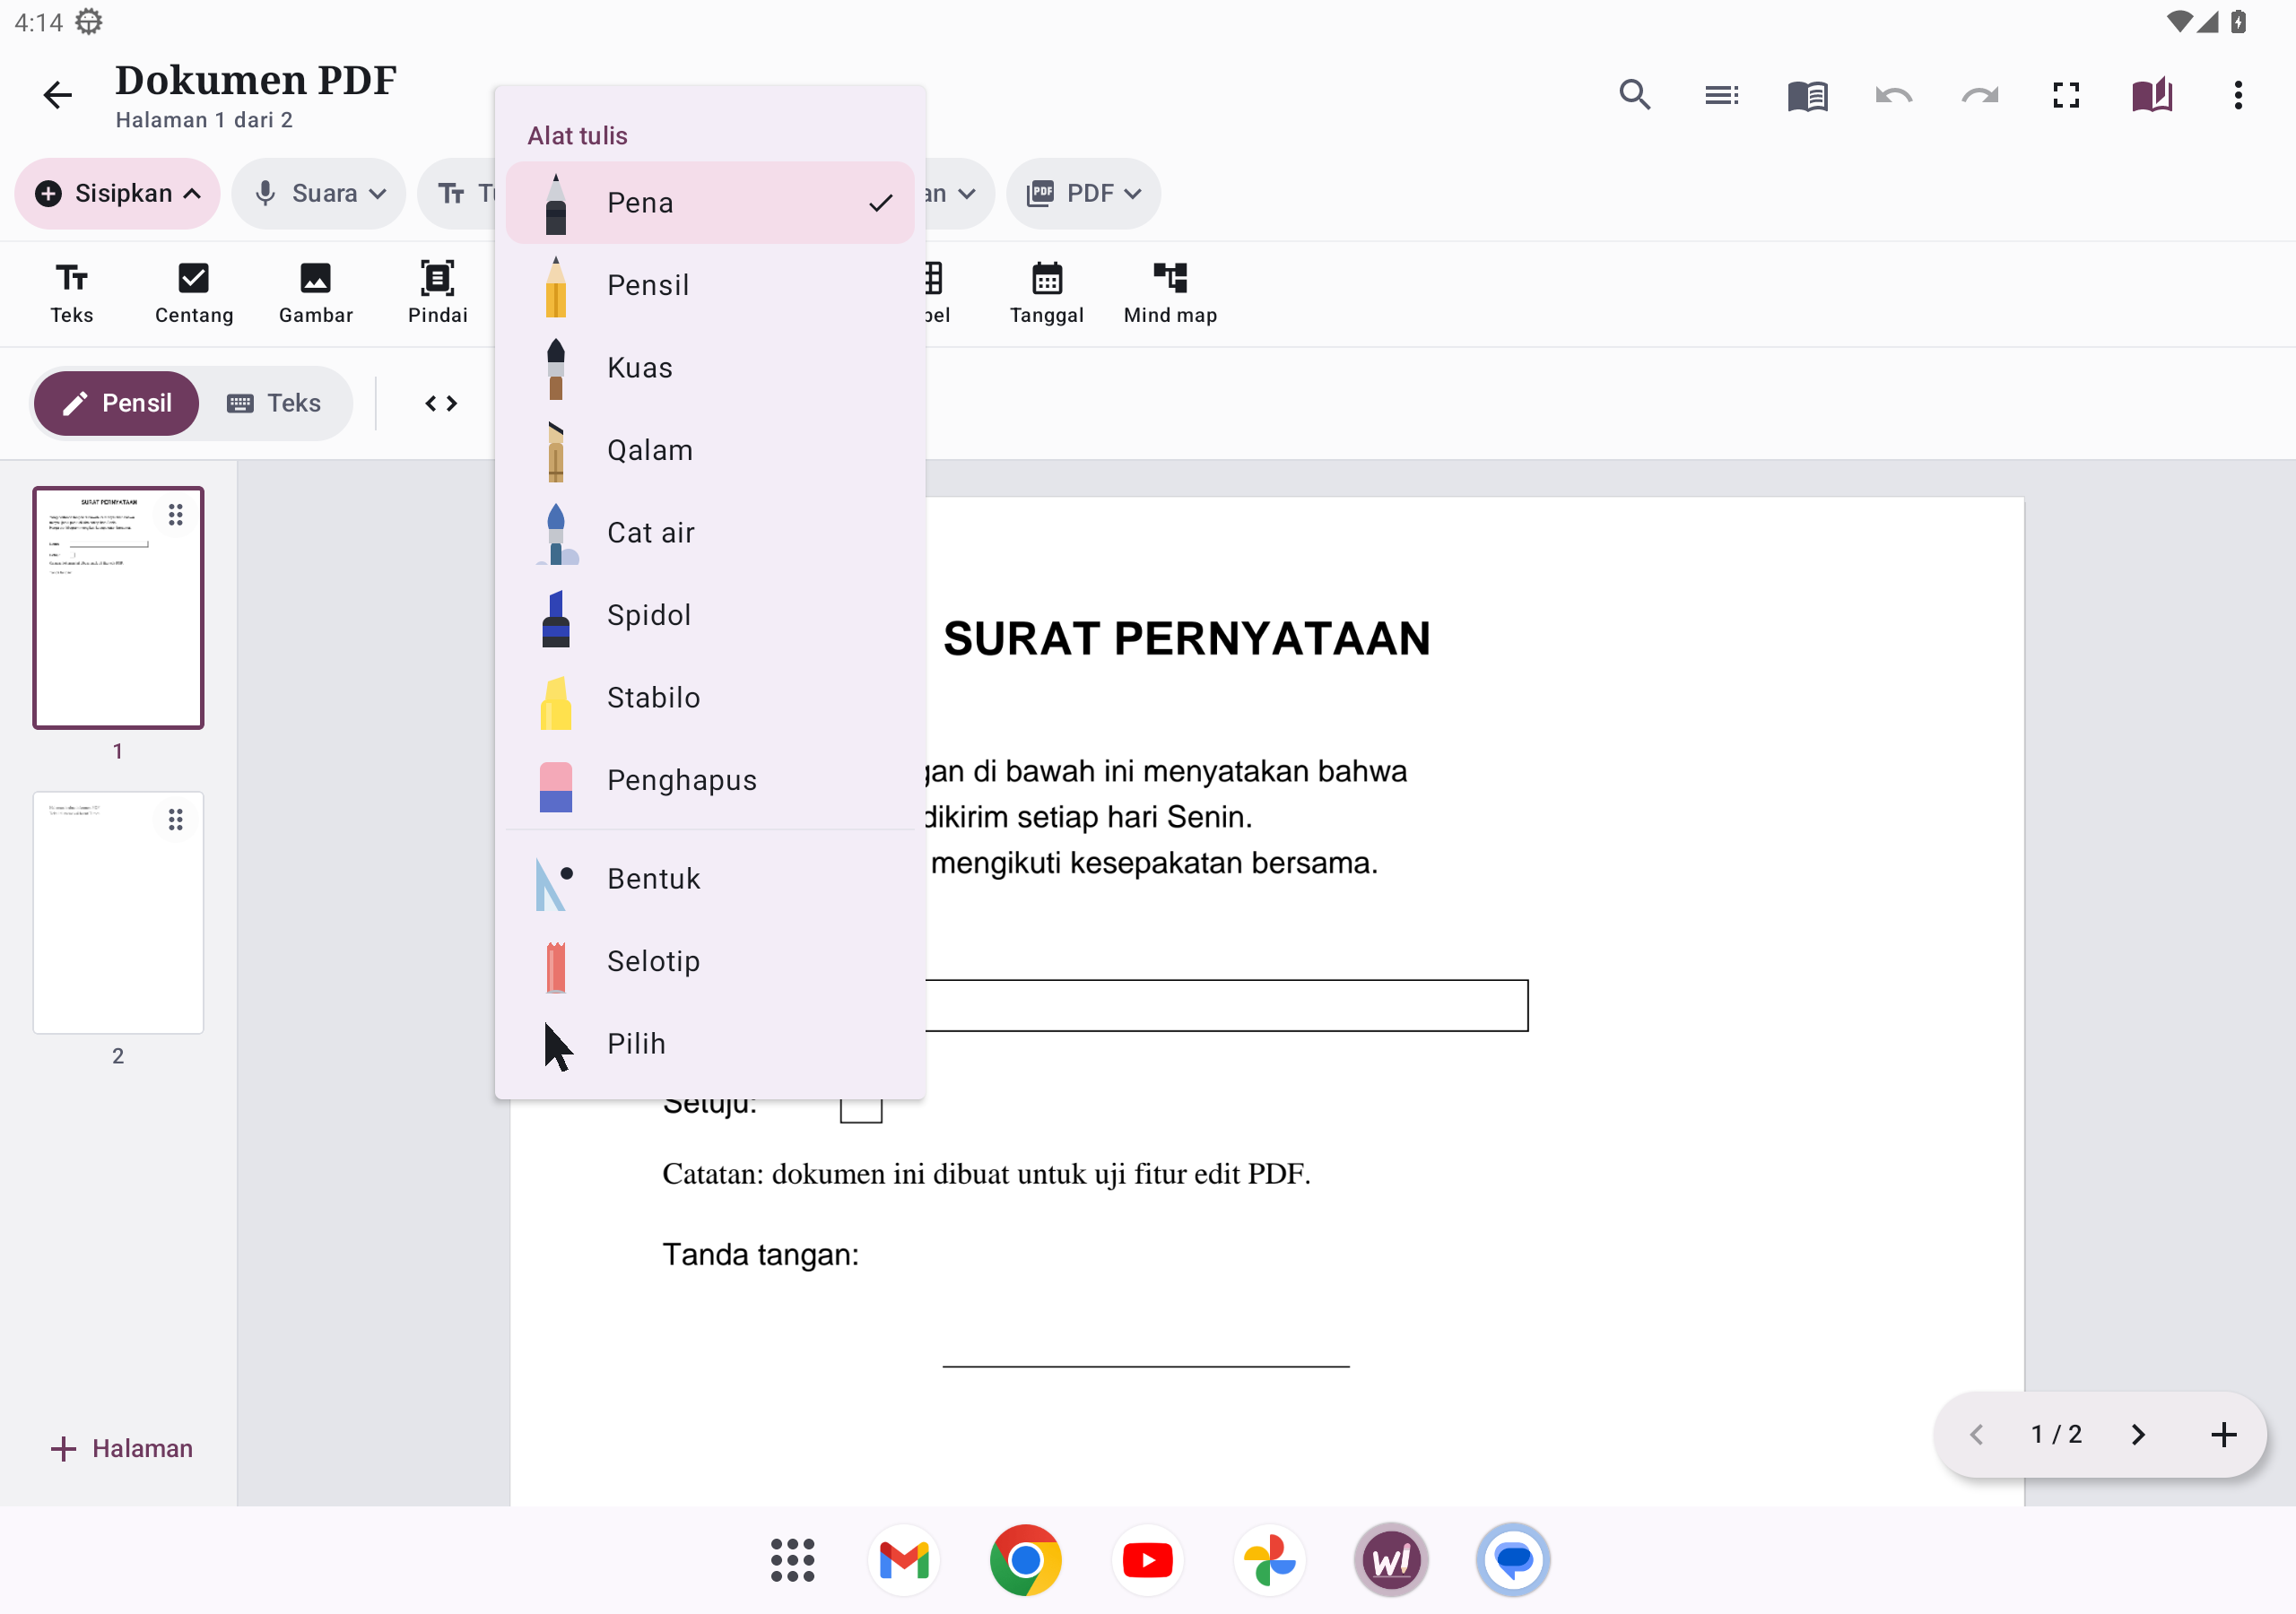 4:14
Dokumen PDF
Halaman 1 dari 2
Sisipkan
Suara
PDF
Teks
Centang
Gambar
Pindai
Tanggal
Mind map
Pensil
Teks
Alat tulis
Pena
Pensil
Kuas
Qalam
Cat air
Spidol
Stabilo
Penghapus
Bentuk
Selotip
Pilih
SURAT PERNYATAAN
1
2
Halaman
SURAT PERNYATAAN
di bawah ini menyatakan bahwa
dikirim setiap hari Senin.
mengikuti kesepakatan bersama.
Setuju:
Catatan: dokumen ini dibuat untuk uji fitur edit PDF.
Tanda tangan:
1 / 2